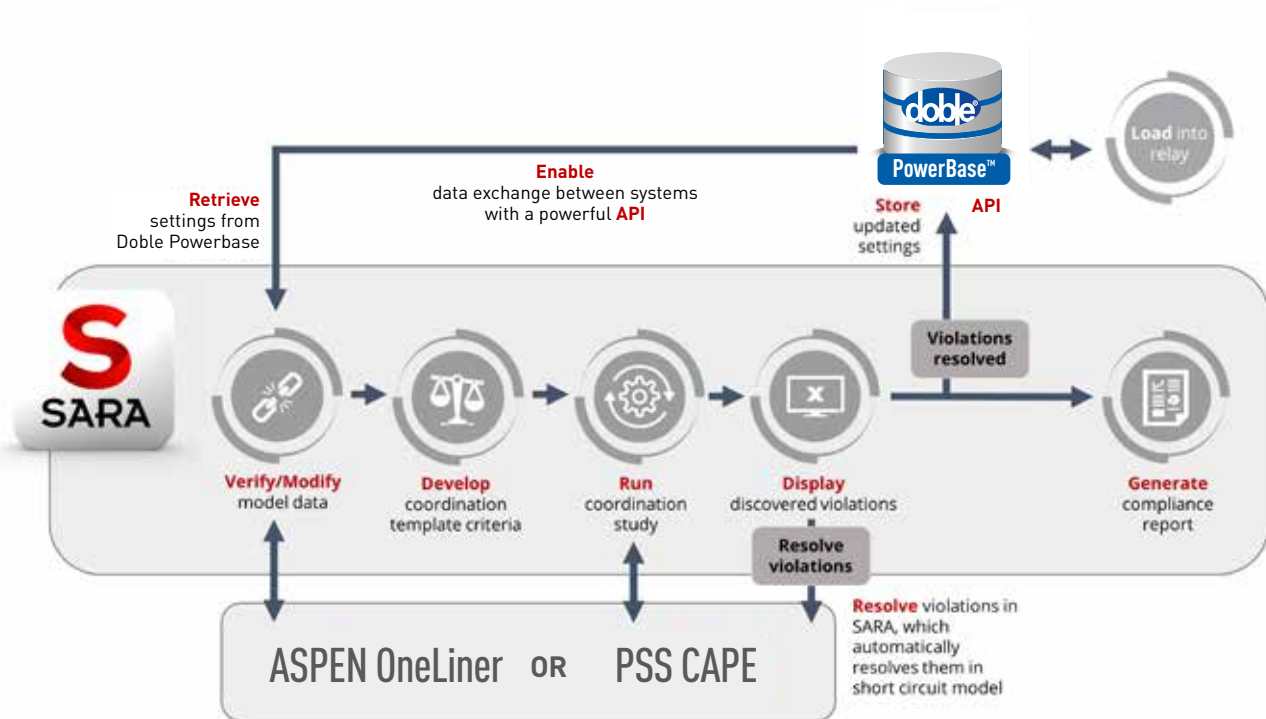 doble®
PowerBase™
Load into
relay
Enable
data exchange between systems
with a powerful API
Retrieve
settings from
Doble Powerbase
Store
updated
settings
API
S
SARA
Violations
resolved
X
Verify/Modify
model data
Develop
coordination
template criteria
Run
coordination
study
Display
discovered violations
Generate
compliance
report
Resolve
violations
Resolve violations in
SARA, which
automatically
resolves them in
short circuit model
ASPEN OneLiner OR PSS CAPE